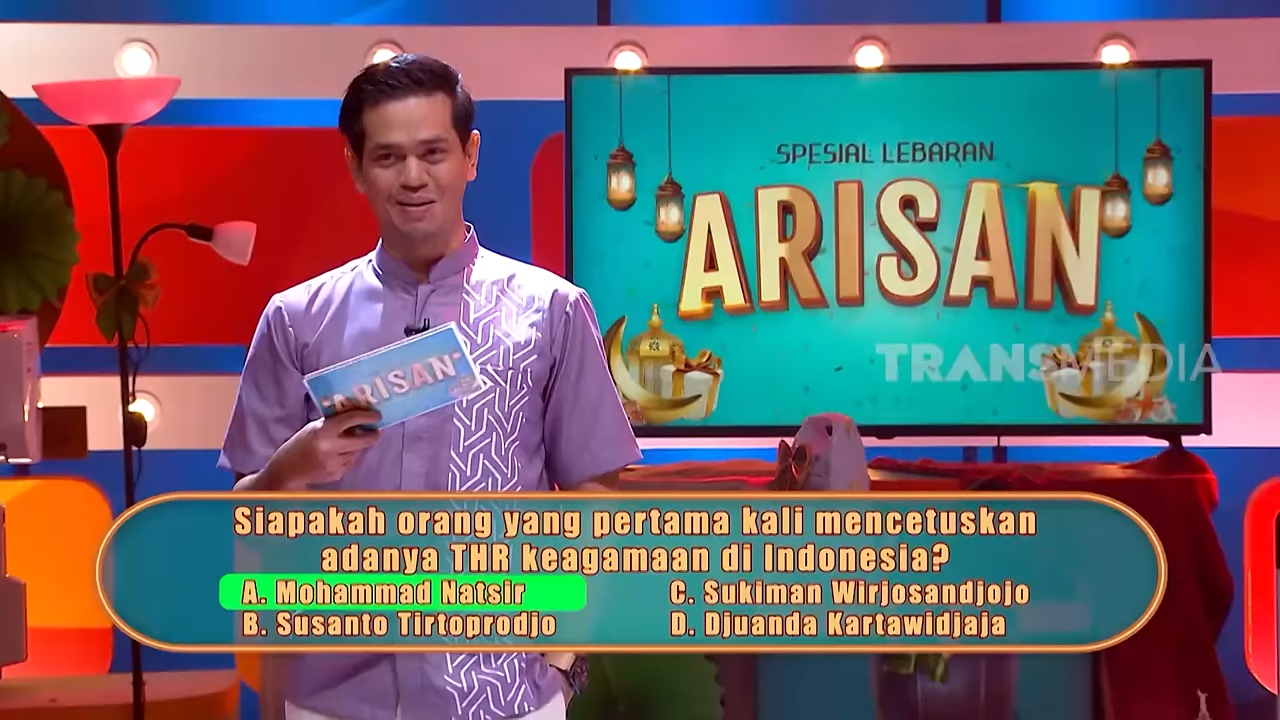 SPESIAL LEBARAN
ARISAN
TRANSMEDIA
ARISAN
Siapakah orang yang pertama kali mencetuskan
adanya THR keagamaan di Indonesia?
A. Mohammad Natsir
B. Susanto Tirtoprodjo
C. Sukiman Wirjosandjojo
D. Djuanda Kartawidjaja